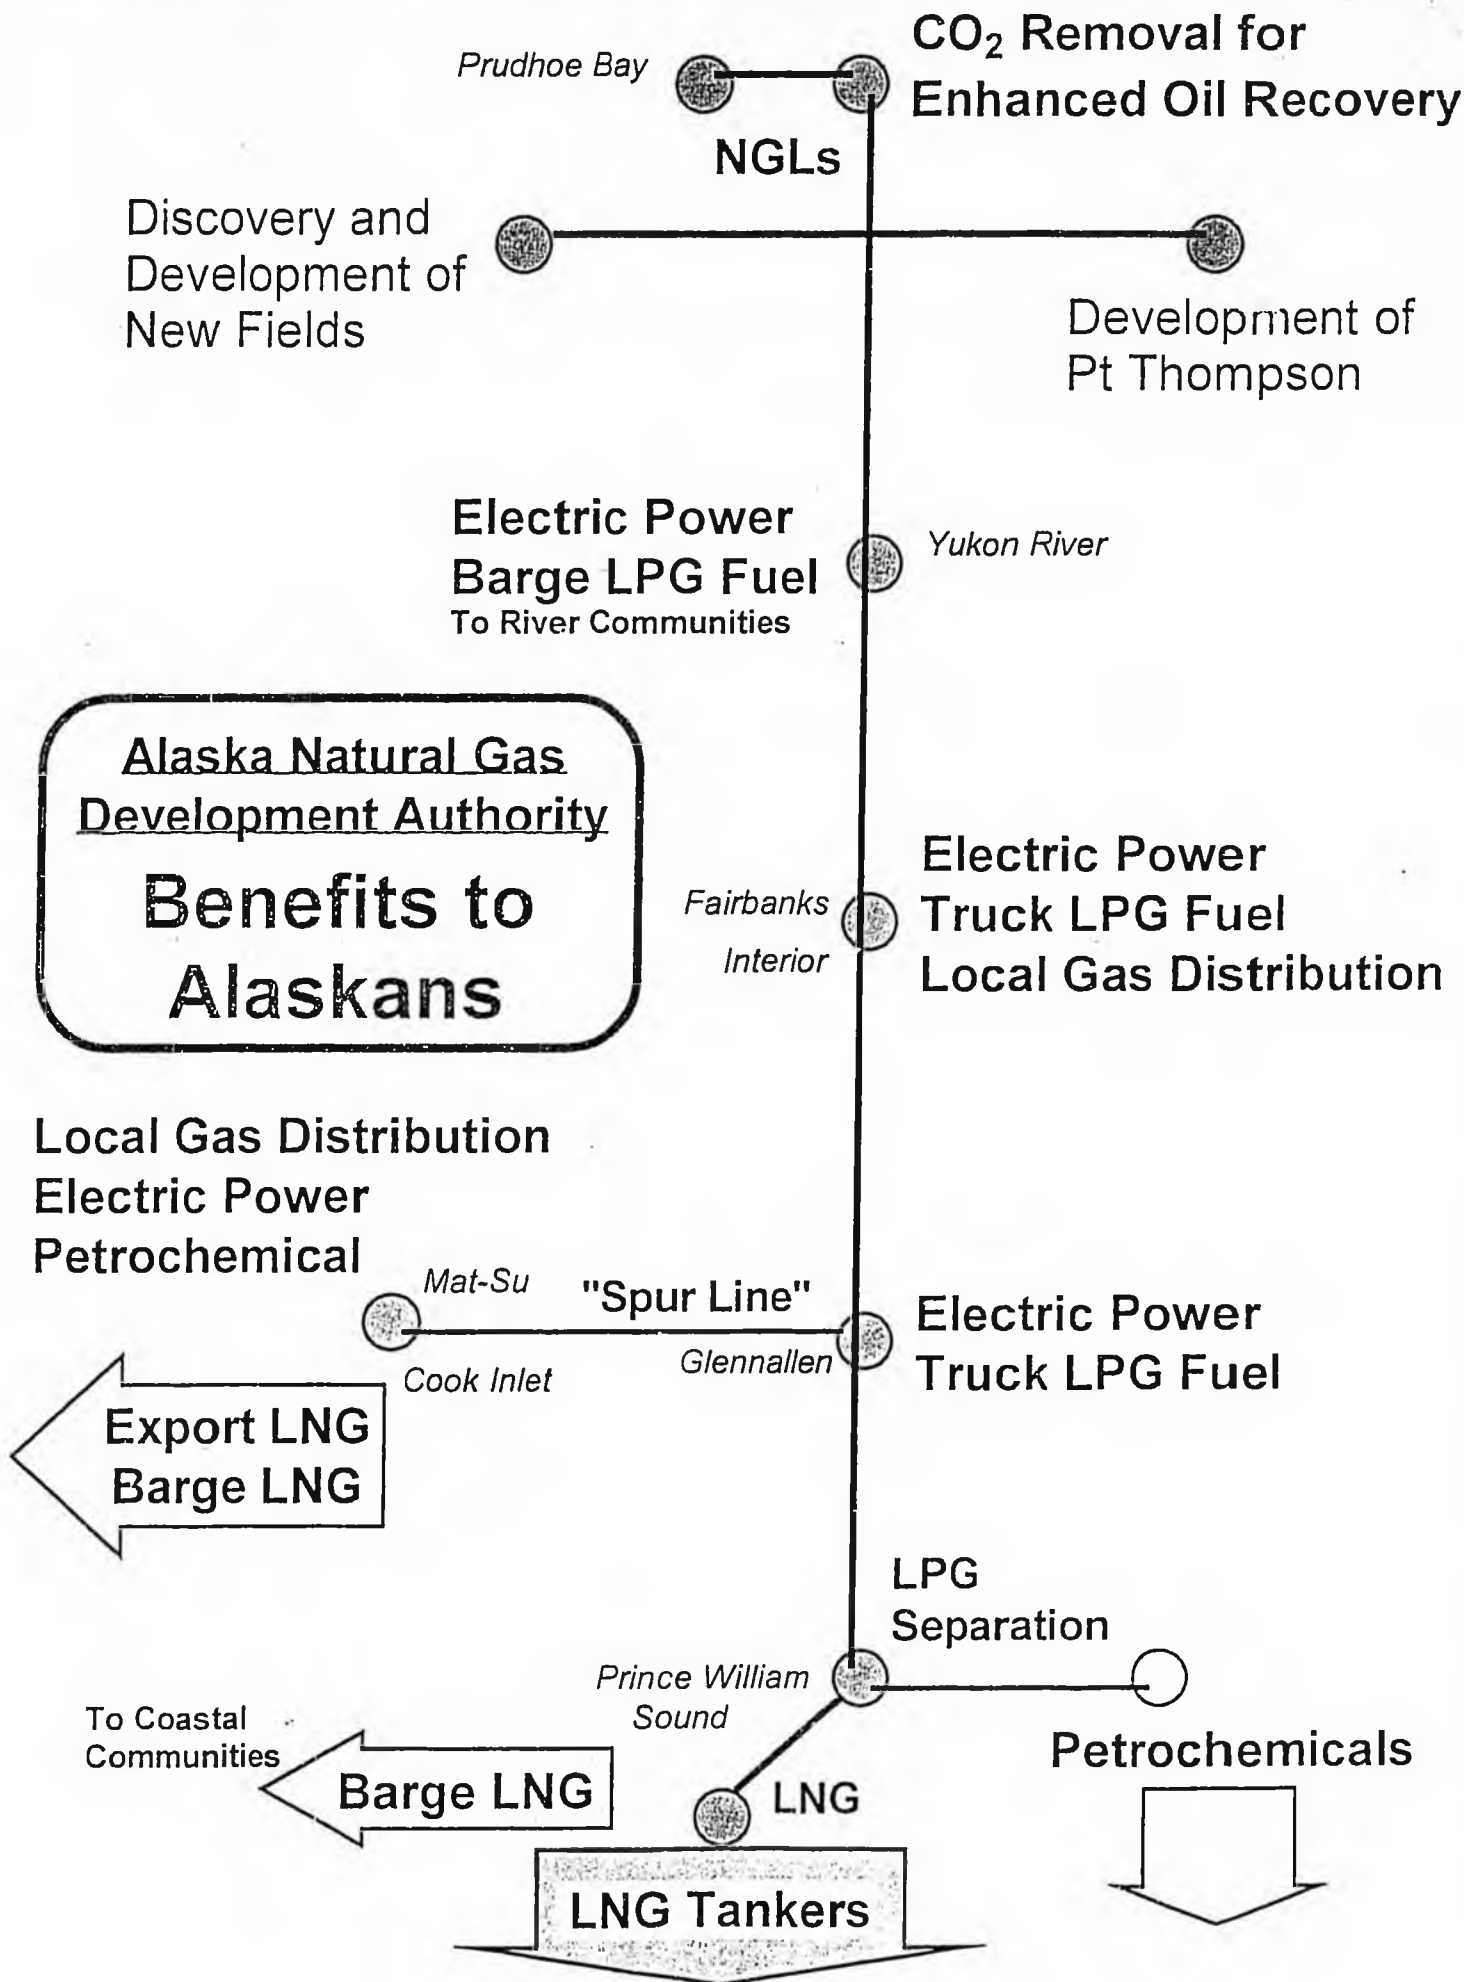 CO₂ Removal for
Enhanced Oil Recovery
Prudhoe Bay
NGLs
Discovery and
Development of
New Fields
Development of
Pt Thompson
Electric Power
Barge LPG Fuel
To River Communities
Yukon River
Alaska Natural Gas
Development Authority
Benefits to
Alaskans
Fairbanks
Interior
Electric Power
Truck LPG Fuel
Local Gas Distribution
Local Gas Distribution
Electric Power
Petrochemical
Mat-Su
"Spur Line"
Cook Inlet
Glennallen
Electric Power
Truck LPG Fuel
Export LNG
Barge LNG
LPG
Separation
Prince William
Sound
To Coastal
Communities
Barge LNG
LNG
Petrochemicals
LNG Tankers